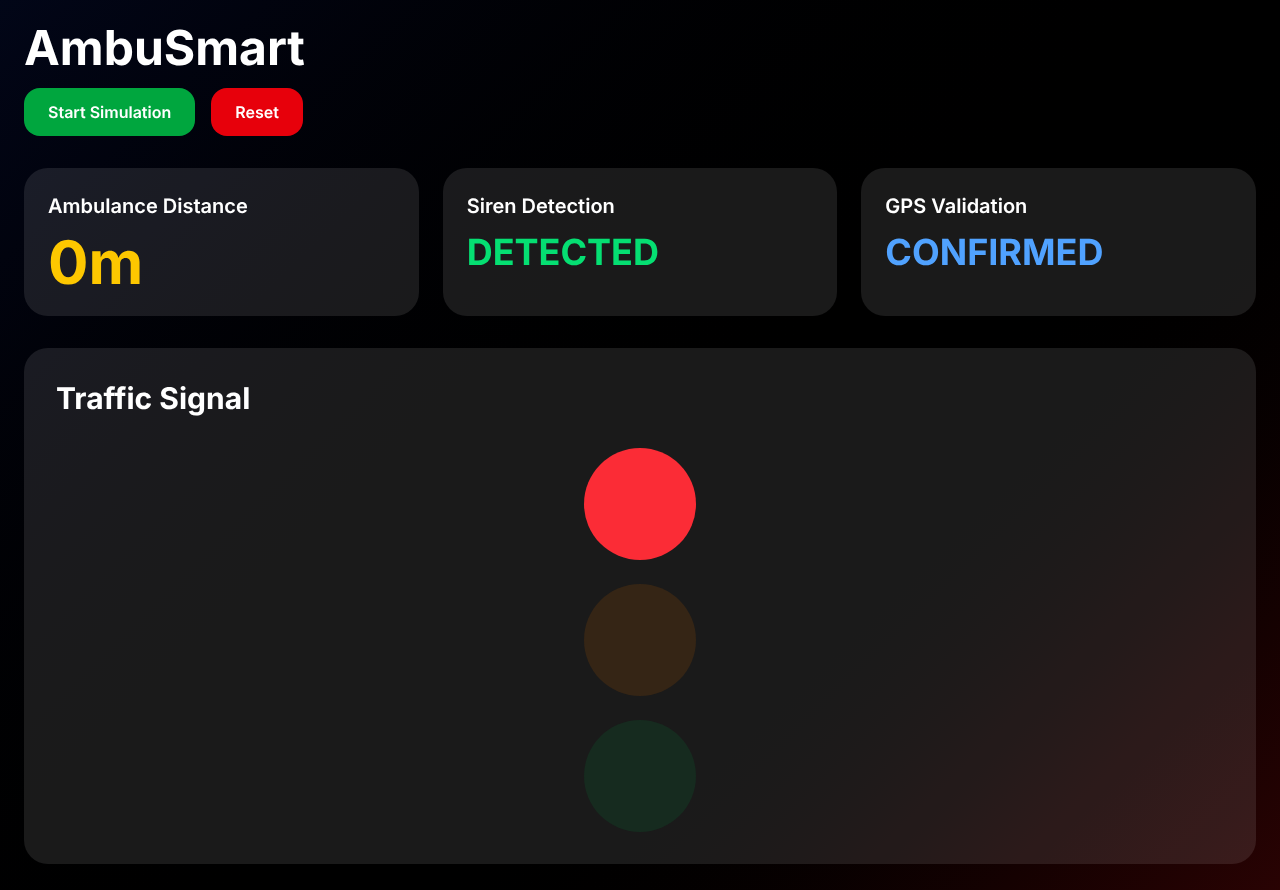 AmbuSmart
Start Simulation
Reset
Ambulance Distance
0m
Siren Detection
DETECTED
GPS Validation
CONFIRMED
Traffic Signal